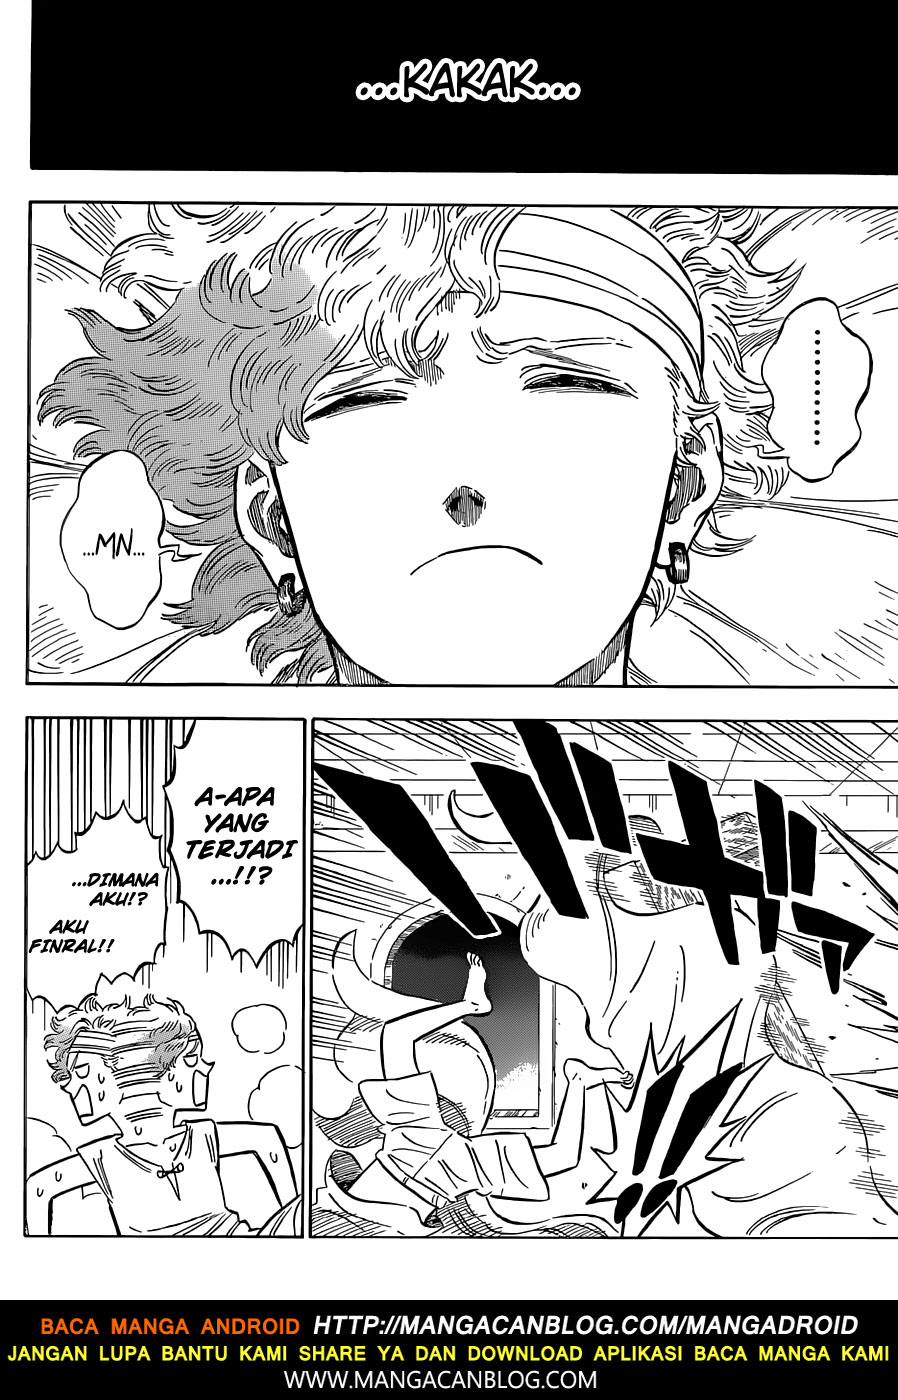 ...KAKAK...
..........
...MN...
A-APA
YANG
TERJADI
...!!?
...DIMANA
AKU!?
AKU
FINRAL!!
!!
BACA MANGA ANDROID HTTP://MANGACANBLOG.COM/MANGADROID
JANGAN LUPA BANTU KAMI SHARE YA DAN DOWNLOAD APLIKASI BACA MANGA KAMI
WWW.MANGACANBLOG.COM